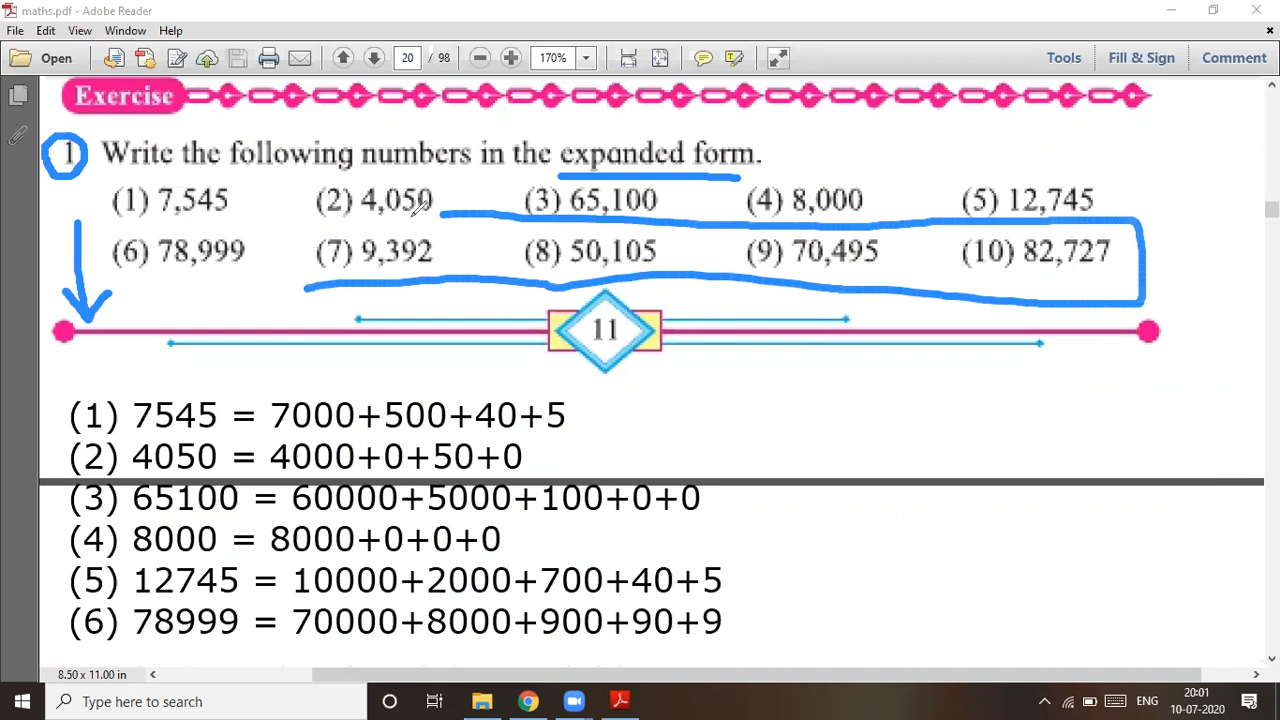 maths.pdf - Adobe Reader
File Edit View Window Help
Open 20 / 98 170% Tools Fill & Sign Comment
Exercise
1 Write the following numbers in the expanded form.
(1) 7,545 (2) 4,050 (3) 65,100 (4) 8,000 (5) 12,745
(6) 78,999 (7) 9,392 (8) 50,105 (9) 70,495 (10) 82,727
11
(1) 7545 = 7000+500+40+5
(2) 4050 = 4000+0+50+0
(3) 65100 = 60000+5000+100+0+0
(4) 8000 = 8000+0+0+0
(5) 12745 = 10000+2000+700+40+5
(6) 78999 = 70000+8000+900+90+9
8.50 x 11.00 in
Type here to search ENG 20:01
10-07-2020